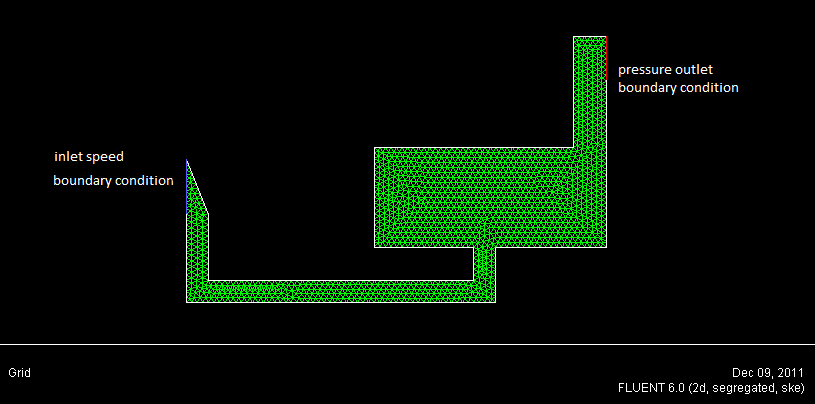 pressure outlet
boundary condition
inlet speed
boundary condition
Grid
Dec 09, 2011
FLUENT 6.0 (2d, segregated, ske)